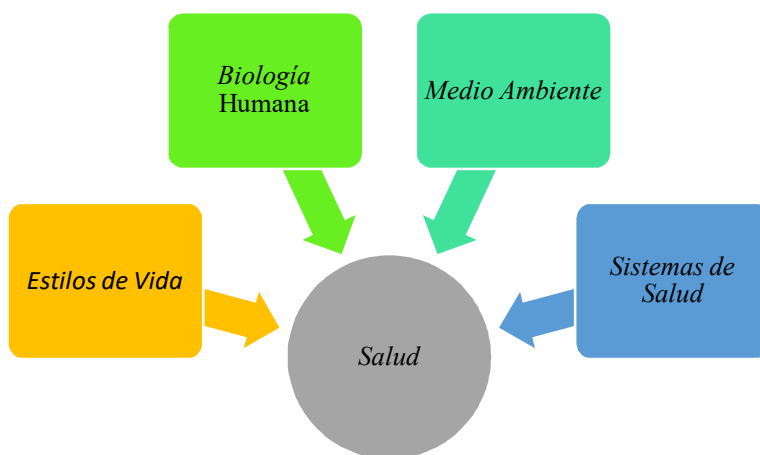 Biología
Humana
Medio Ambiente
Estilos de Vida
Sistemas de
Salud
Salud